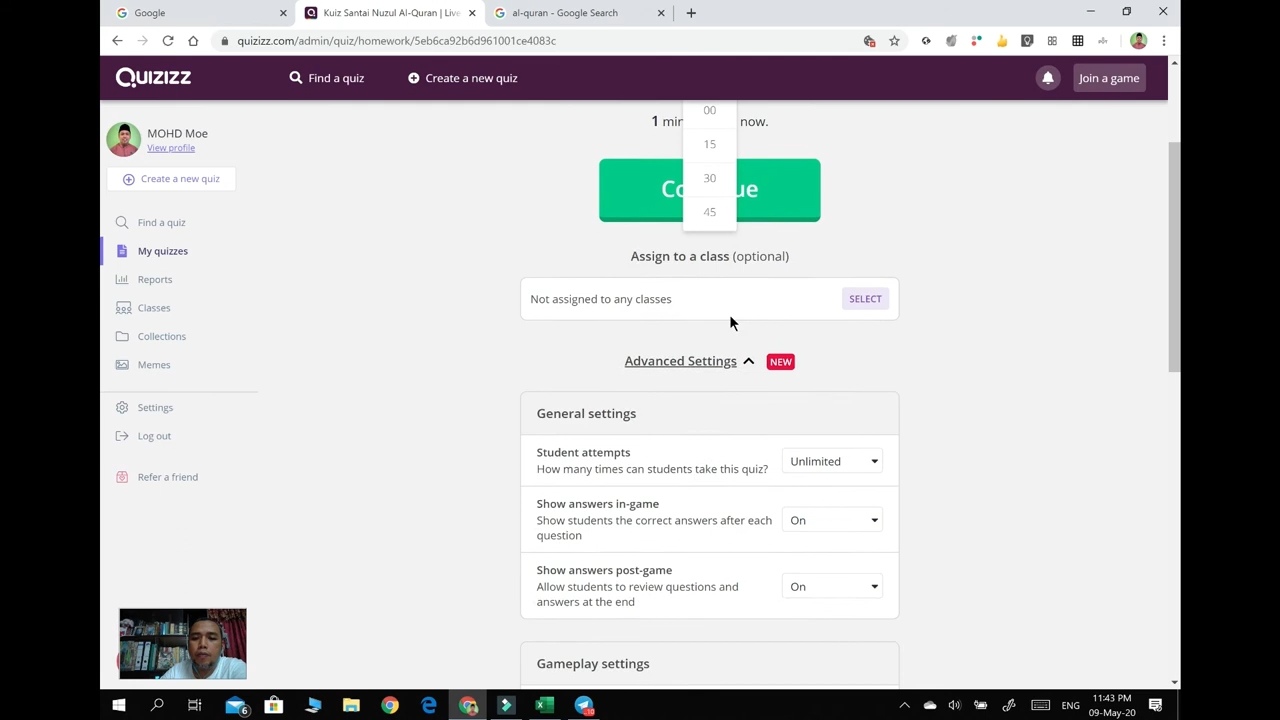 Google
Kuiz Santai Nuzul Al-Quran | Live
al-quran - Google Search
quizizz.com/admin/quiz/homework/5eb6ca92b6d961001ce4083c
QUIZIZZ
Find a quiz
Create a new quiz
Join a game
MOHD Moe
View profile
Create a new quiz
Find a quiz
My quizzes
Reports
Classes
Collections
Memes
Settings
Log out
Refer a friend
1 min now.
00
15
30
45
Assign to a class (optional)
Not assigned to any classes
SELECT
Advanced Settings
NEW
General settings
Student attempts
How many times can students take this quiz?
Unlimited
Show answers in-game
Show students the correct answers after each
question
On
Show answers post-game
Allow students to review questions and
answers at the end
On
Gameplay settings
6
10
ENG
11:43 PM
09-May-20